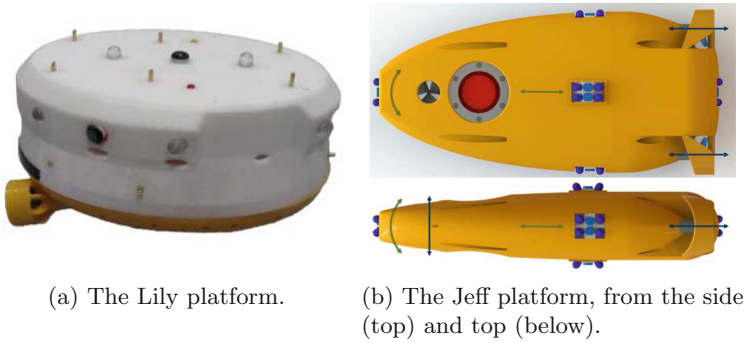 (a) The Lily platform.
(b) The Jeff platform, from the side
(top) and top (below).